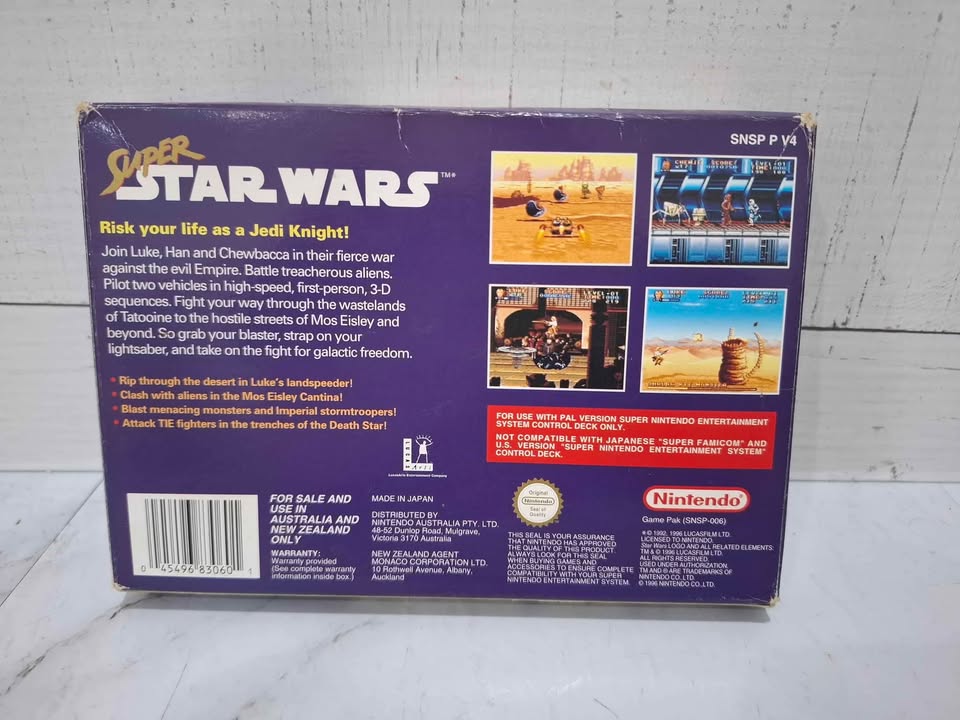 SNSP P V4
SUPER
STAR WARS™*
Risk your life as a Jedi Knight!
Join Luke, Han and Chewbacca in their fierce war
against the evil Empire. Battle treacherous aliens.
Pilot two vehicles in high-speed, first-person, 3-D
sequences. Fight your way through the wastelands
of Tatooine to the hostile streets of Mos Eisley and
beyond. So grab your blaster, strap on your
lightsaber, and take on the fight for galactic freedom.
• Rip through the desert in Luke's landspeeder!
• Clash with aliens in the Mos Eisley Cantina!
• Blast menacing monsters and Imperial stormtroopers!
• Attack TIE fighters in the trenches of the Death Star!
FOR USE WITH PAL VERSION SUPER NINTENDO ENTERTAINMENT
SYSTEM CONTROL DECK ONLY.
NOT COMPATIBLE WITH JAPANESE "SUPER FAMICOM" AND
U.S. VERSION "SUPER NINTENDO ENTERTAINMENT SYSTEM"
CONTROL DECK.
LUCAS
ARTS
LucasArts Entertainment Company
0 45496 83060 1
FOR SALE AND
USE IN
AUSTRALIA AND
NEW ZEALAND
ONLY
WARRANTY:
Warranty provided
(See complete warranty
information inside box.)
MADE IN JAPAN
DISTRIBUTED BY
NINTENDO AUSTRALIA PTY. LTD.
48-52 Dunlop Road, Mulgrave,
Victoria 3170 Australia
NEW ZEALAND AGENT
MONACO CORPORATION LTD.
10 Rothwell Avenue, Albany,
Auckland
Original
Nintendo
Seal of
Quality
THIS SEAL IS YOUR ASSURANCE
THAT NINTENDO HAS APPROVED
THE QUALITY OF THIS PRODUCT.
ALWAYS LOOK FOR THIS SEAL
WHEN BUYING GAMES AND
ACCESSORIES TO ENSURE COMPLETE
COMPATIBILITY WITH YOUR SUPER
NINTENDO ENTERTAINMENT SYSTEM.
Nintendo®
Game Pak (SNSP-006)
© 1992, 1996 LUCASFILM LTD.
LICENSED TO NINTENDO.
Star Wars LOGO AND ALL RELATED ELEMENTS:
TM & © 1996 LUCASFILM LTD.
ALL RIGHTS RESERVED.
USED UNDER AUTHORIZATION.
TM AND ® ARE TRADEMARKS OF
NINTENDO CO., LTD.
© 1996 NINTENDO CO., LTD.